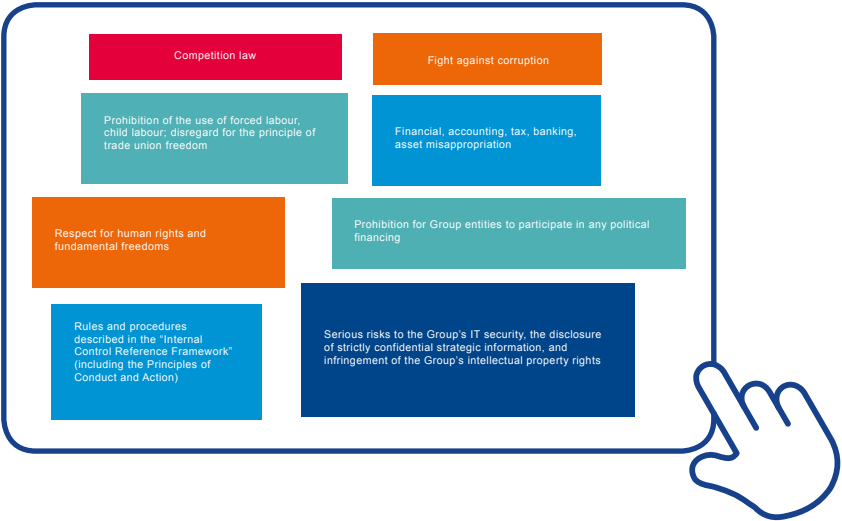 Competition law
Fight against corruption
Prohibition of the use of forced labour,
child labour; disregard for the principle of
trade union freedom
Financial, accounting, tax, banking,
asset misappropriation
Respect for human rights and
fundamental freedoms
Prohibition for Group entities to participate in any political
financing
Rules and procedures
described in the “Internal
Control Reference Framework”
(including the Principles of
Conduct and Action)
Serious risks to the Group’s IT security, the disclosure
of strictly confidential strategic information, and
infringement of the Group’s intellectual property rights